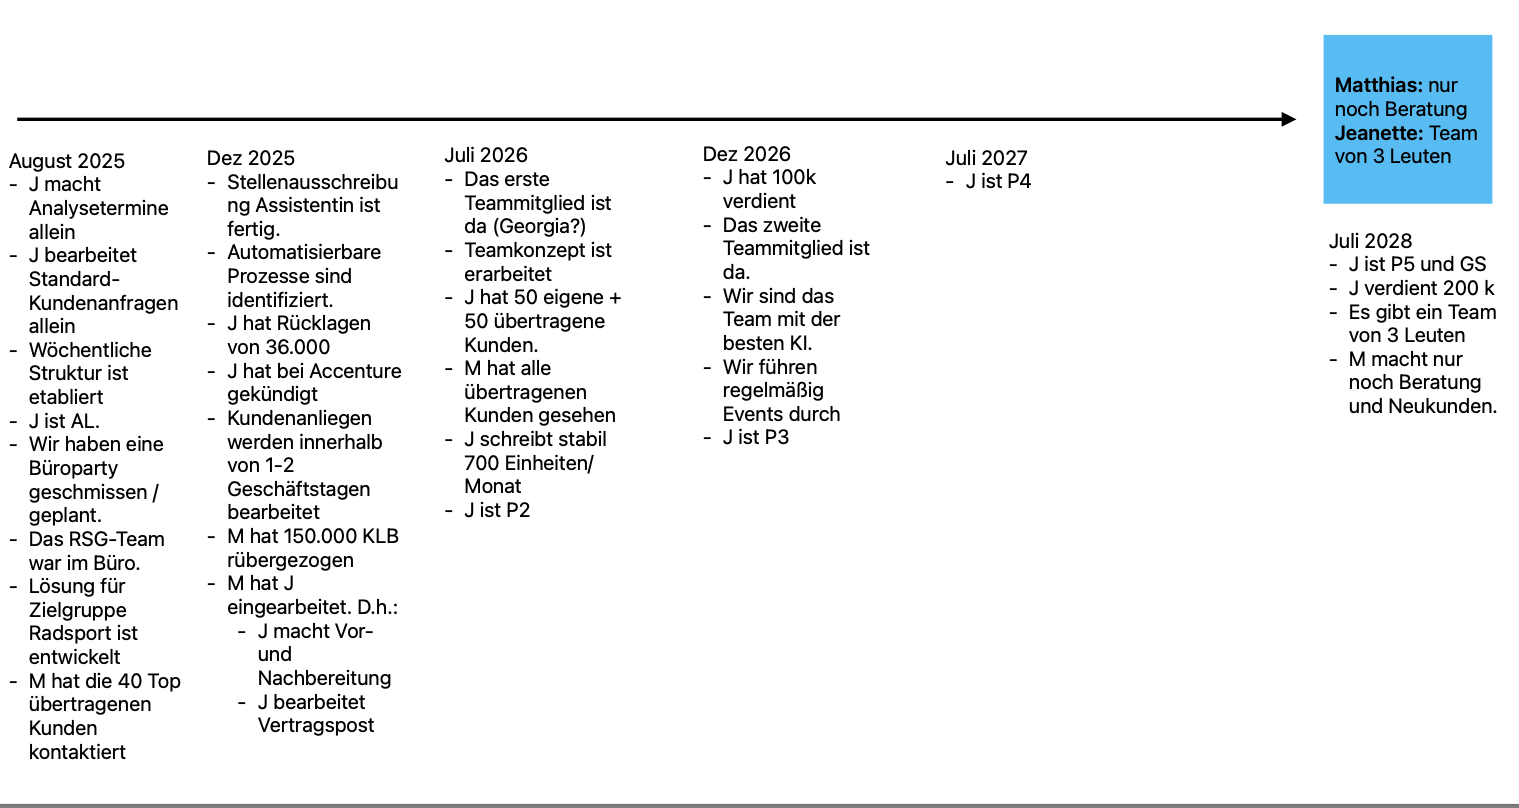 Matthias: nur
noch Beratung
Jeanette: Team
von 3 Leuten
August 2025
- J macht
Analysetermine
allein
- J bearbeitet
Standard-
Kundenanfragen
allein
- Wöchentliche
Struktur ist
etabliert
- J ist AL.
- Wir haben eine
Büroparty
geschmissen /
geplant.
- Das RSG-Team
war im Büro.
- Lösung für
Zielgruppe
Radsport ist
entwickelt
- M hat die 40 Top
übertragenen
Kunden
kontaktiert
Dez 2025
- Stellenausschreibu
ng Assistentin ist
fertig.
- Automatisierbare
Prozesse sind
identifiziert.
- J hat Rücklagen
von 36.000
- J hat bei Accenture
gekündigt
- Kundenanliegen
werden innerhalb
von 1-2
Geschäftstagen
bearbeitet
- M hat 150.000 KLB
rübergezogen
- M hat J
eingearbeitet. D.h.:
- J macht Vor-
und
Nachbereitung
- J bearbeitet
Vertragspost
Juli 2026
- Das erste
Teammitglied ist
da (Georgia?)
- Teamkonzept ist
erarbeitet
- J hat 50 eigene +
50 übertragene
Kunden.
- M hat alle
übertragenen
Kunden gesehen
- J schreibt stabil
700 Einheiten/
Monat
- J ist P2
Dez 2026
- J hat 100k
verdient
- Das zweite
Teammitglied ist
da.
- Wir sind das
Team mit der
besten KI.
- Wir führen
regelmäßig
Events durch
- J ist P3
Juli 2027
- J ist P4
Juli 2028
- J ist P5 und GS
- J verdient 200 k
- Es gibt ein Team
von 3 Leuten
- M macht nur
noch Beratung
und Neukunden.